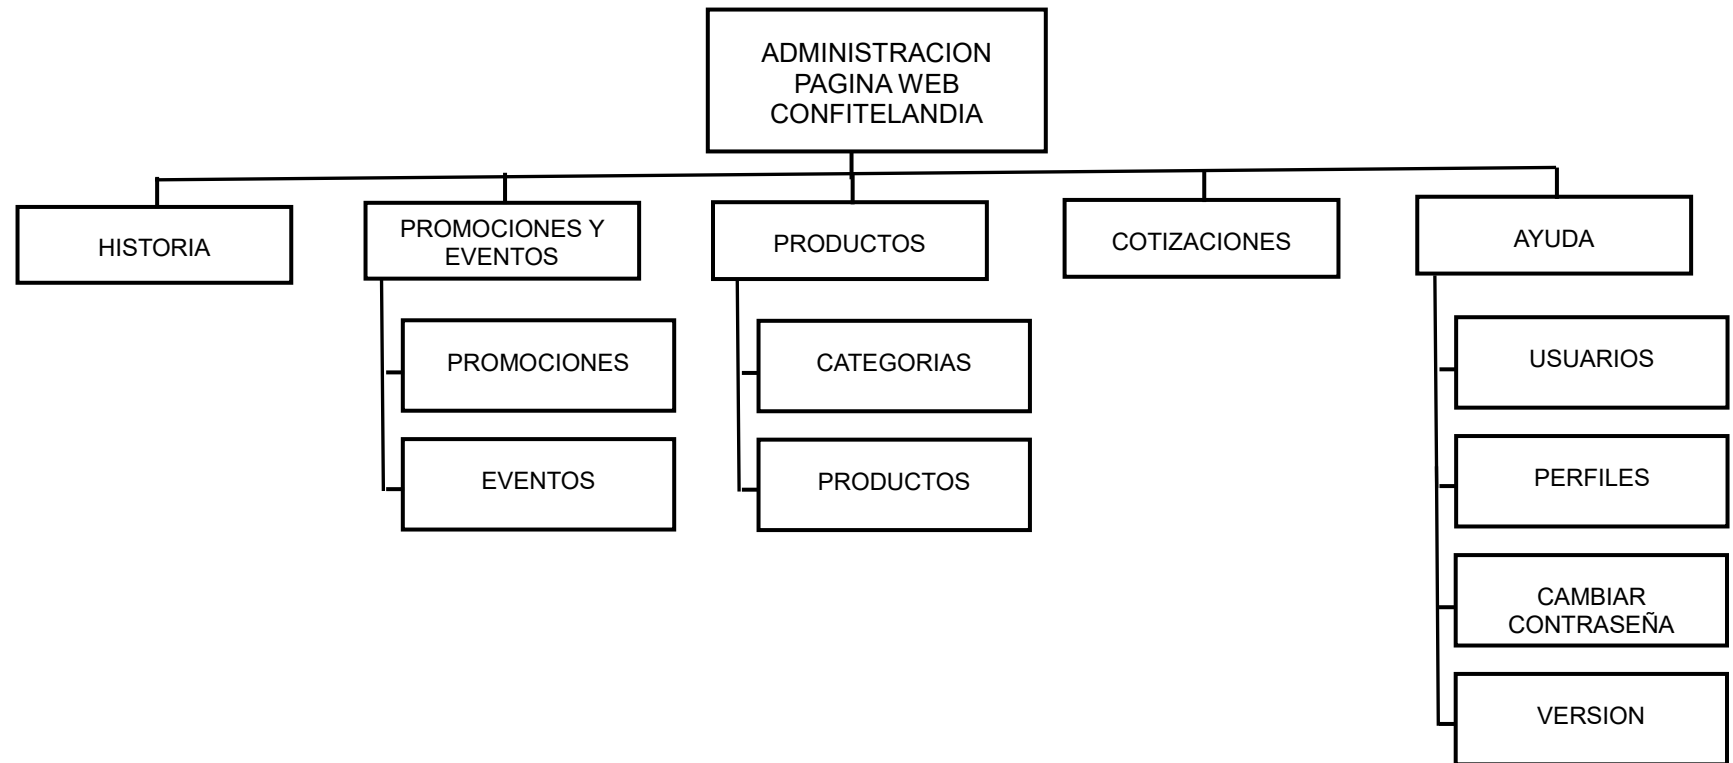 ADMINISTRACION
PAGINA WEB
CONFITELANDIA
HISTORIA
PROMOCIONES Y
EVENTOS
PRODUCTOS
COTIZACIONES
AYUDA
PROMOCIONES
EVENTOS
CATEGORIAS
PRODUCTOS
USUARIOS
PERFILES
CAMBIAR
CONTRASEÑA
VERSION